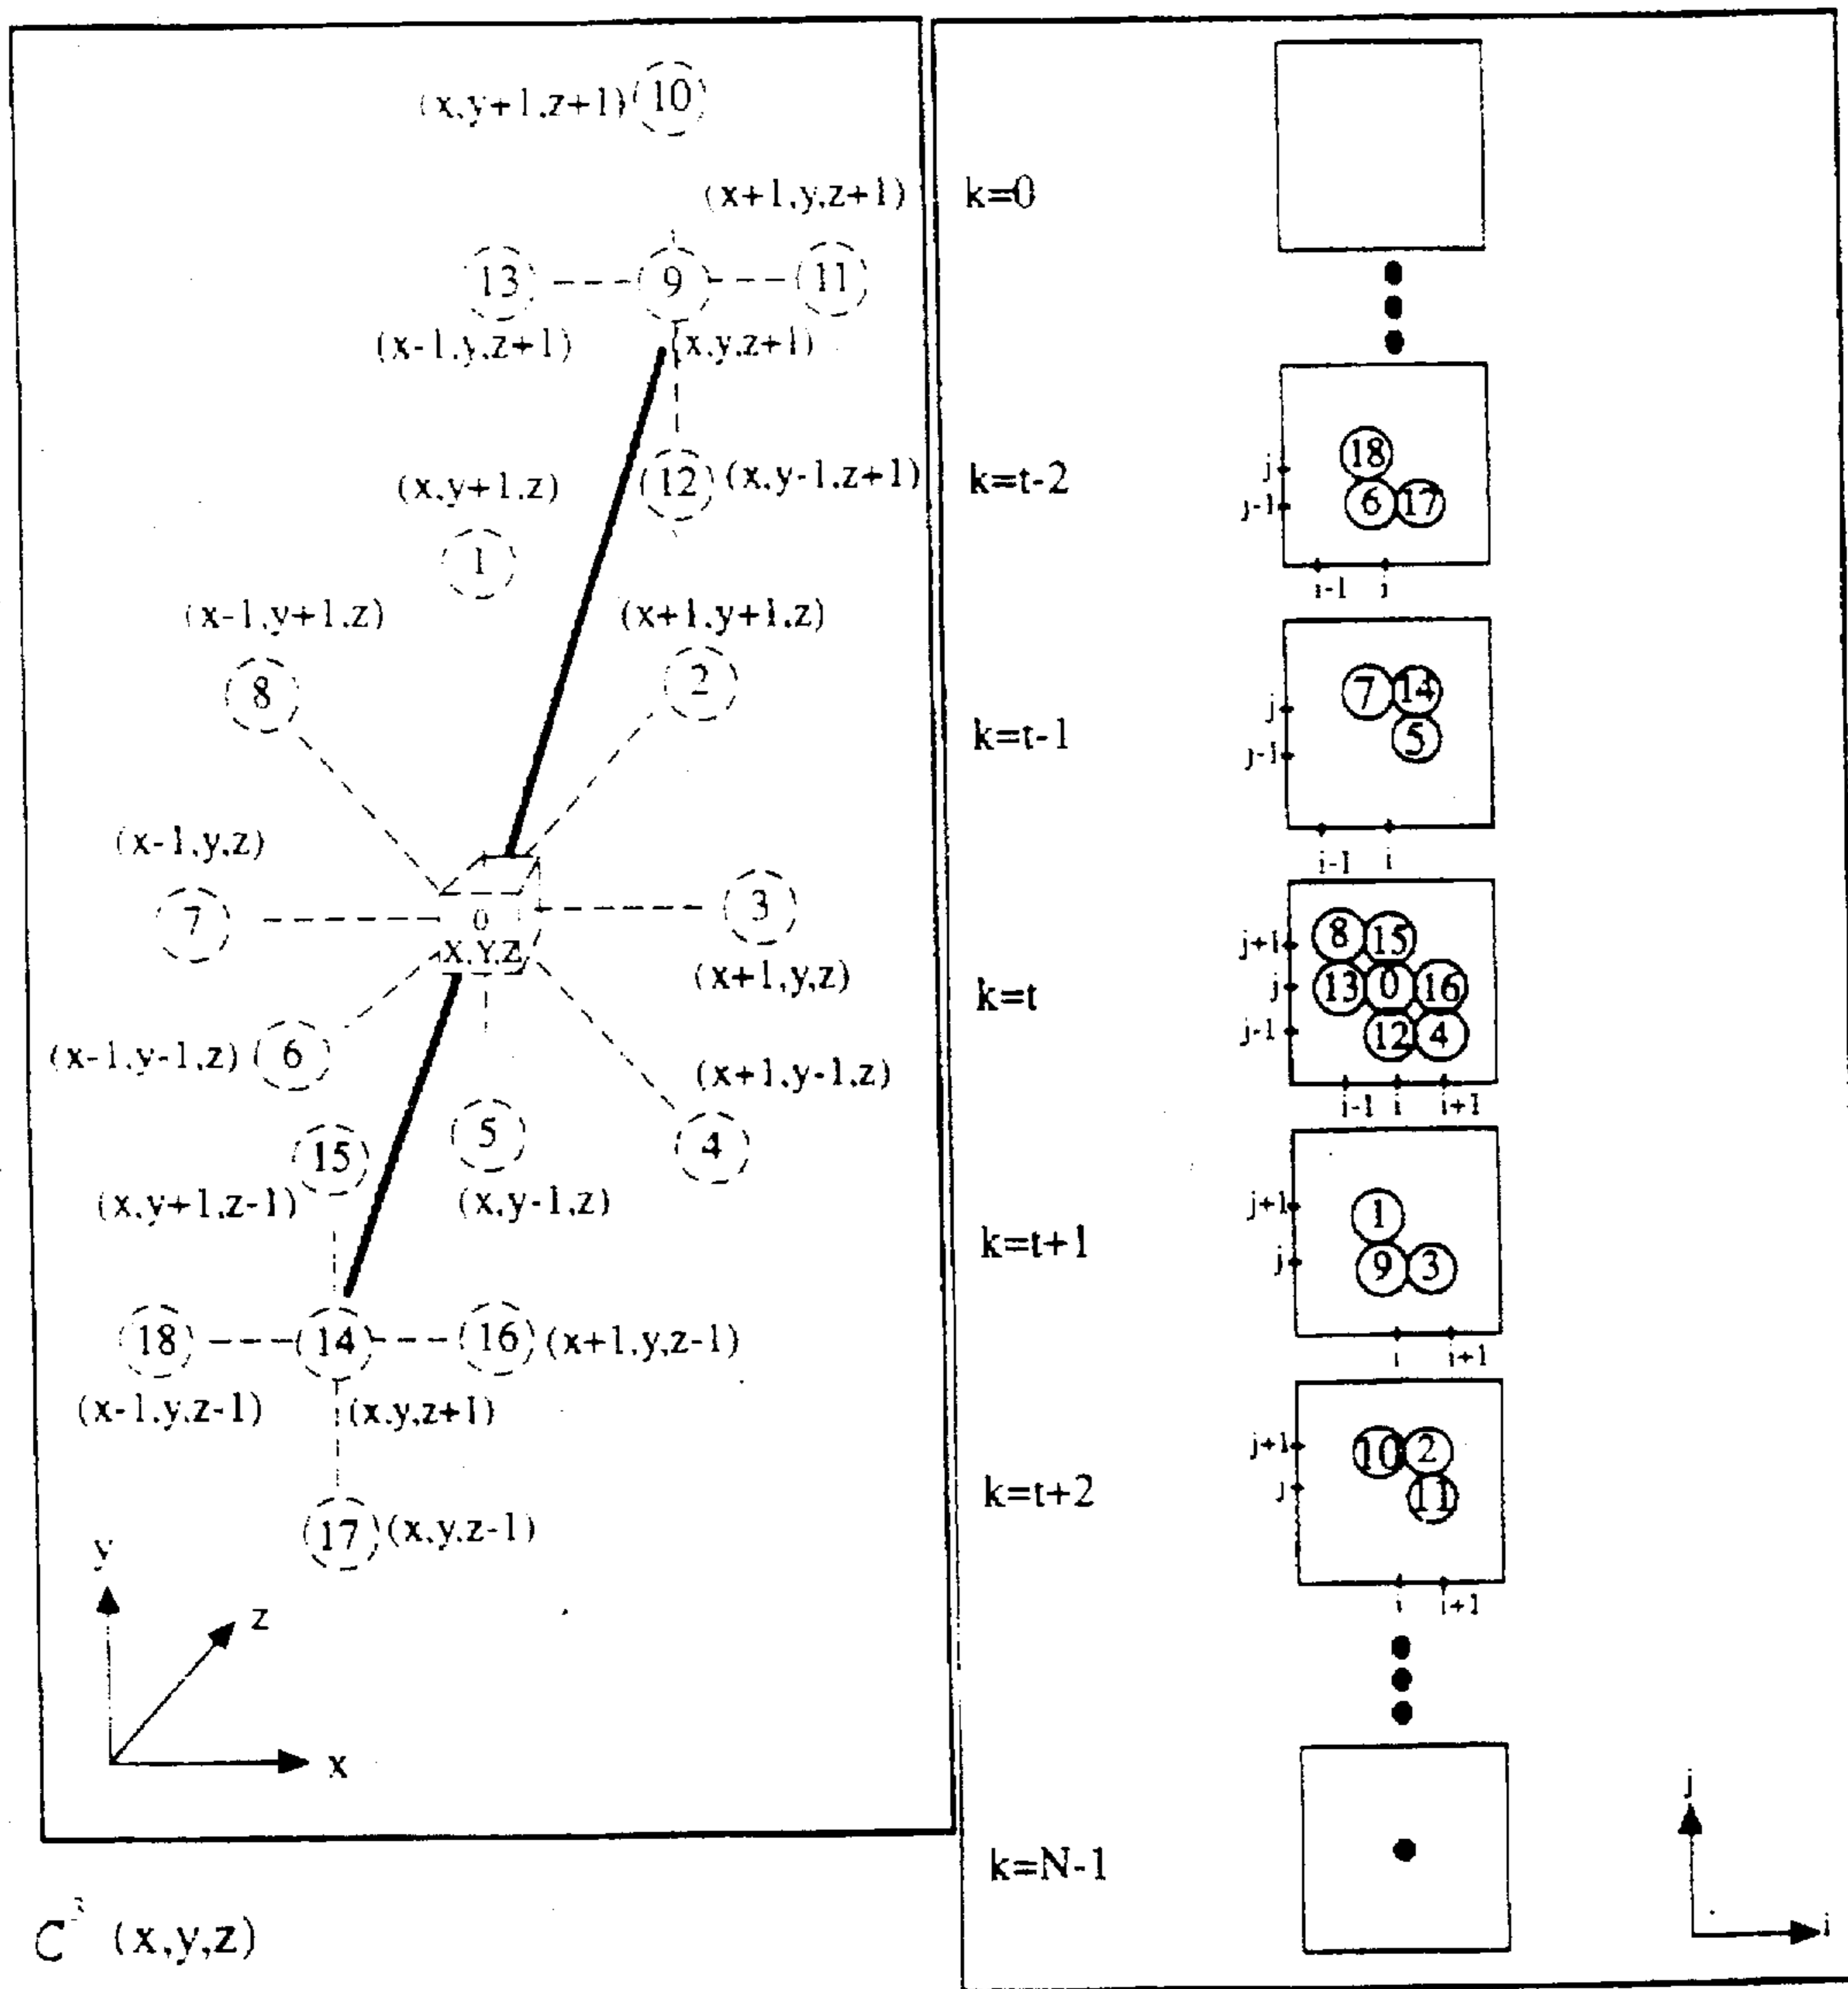 (x,y+1,z+1) 10
(x+1,y,z+1)
13 9 11
(x-1,y,z+1) (x,y,z+1)
(x,y+1,z) 12 (x,y-1,z+1)
1
(x-1,y+1,z) (x+1,y+1,z)
8 2
(x-1,y,z)
7 0 3
X,Y,Z
(x+1,y,z)
(x-1,y-1,z) 6
(x+1,y-1,z)
15 5 4
(x,y+1,z-1) (x,y-1,z)
18 14 16 (x+1,y,z-1)
(x-1,y,z-1) (x,y,z+1)
17 (x,y,z-1)
y
z
x
C³ (x,y,z)
k=0
k=t-2
j 18
j-1 6 17
i-1 i
k=t-1
j 7 14
j-1 5
i-1 i
k=t
j+1 8 15
j 13 0 16
j-1 12 4
i-1 i i+1
k=t+1
j+1 1
j 9 3
i i+1
k=t+2
j+1 10 2
j 11
i i+1
k=N-1
j
i